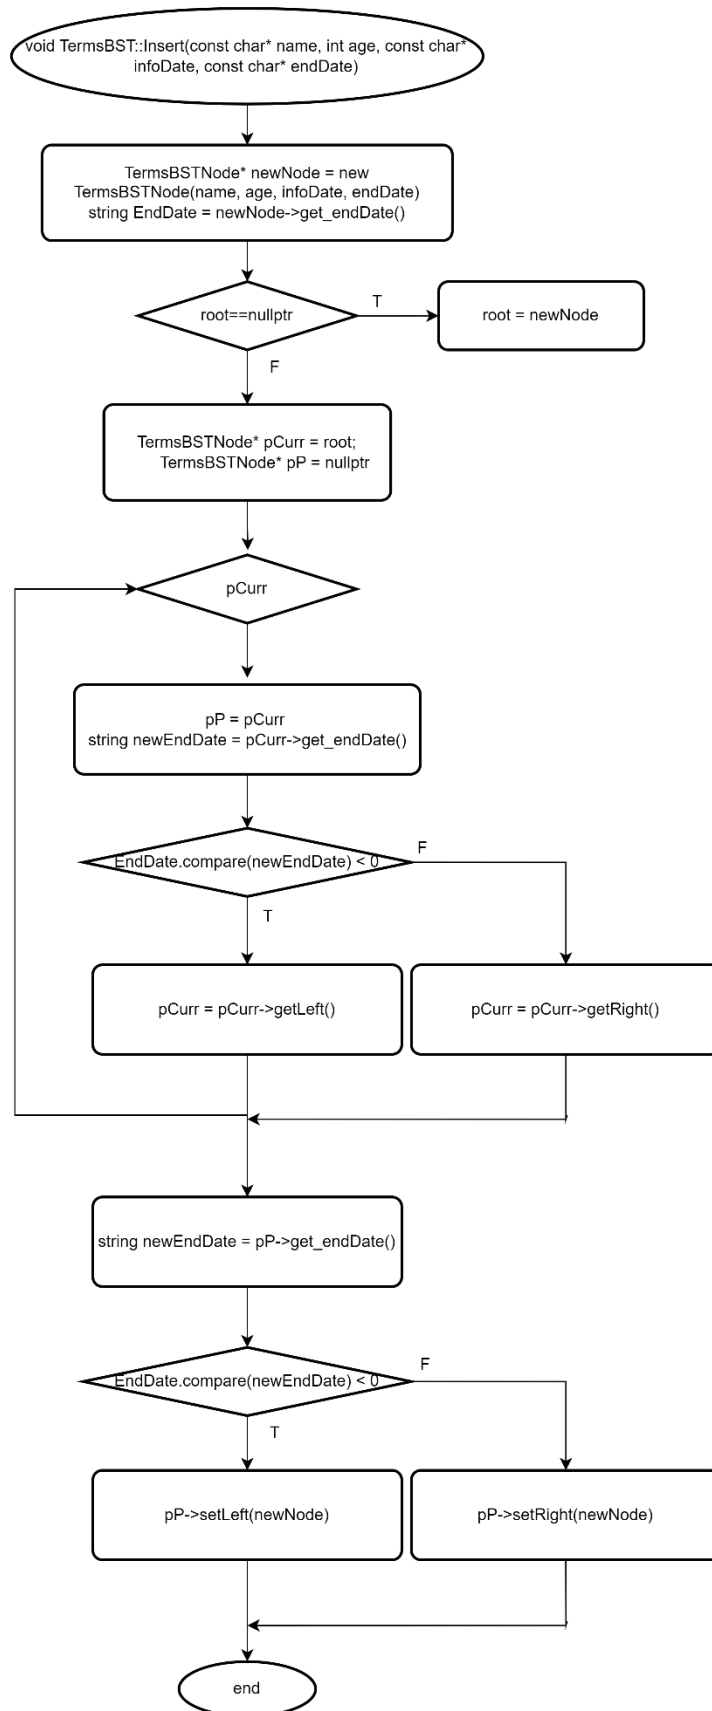 void TermsBST::Insert(const char* name, int age, const char*
infoDate, const char* endDate)
TermsBSTNode* newNode = new
TermsBSTNode(name, age, infoDate, endDate)
string EndDate = newNode->get_endDate()
root==nullptr
T
root = newNode
F
TermsBSTNode* pCurr = root;
TermsBSTNode* pP = nullptr
pCurr
pP = pCurr
string newEndDate = pCurr->get_endDate()
EndDate.compare(newEndDate) < 0
F
T
pCurr = pCurr->getLeft()
pCurr = pCurr->getRight()
string newEndDate = pP->get_endDate()
EndDate.compare(newEndDate) < 0
F
T
pP->setLeft(newNode)
pP->setRight(newNode)
end